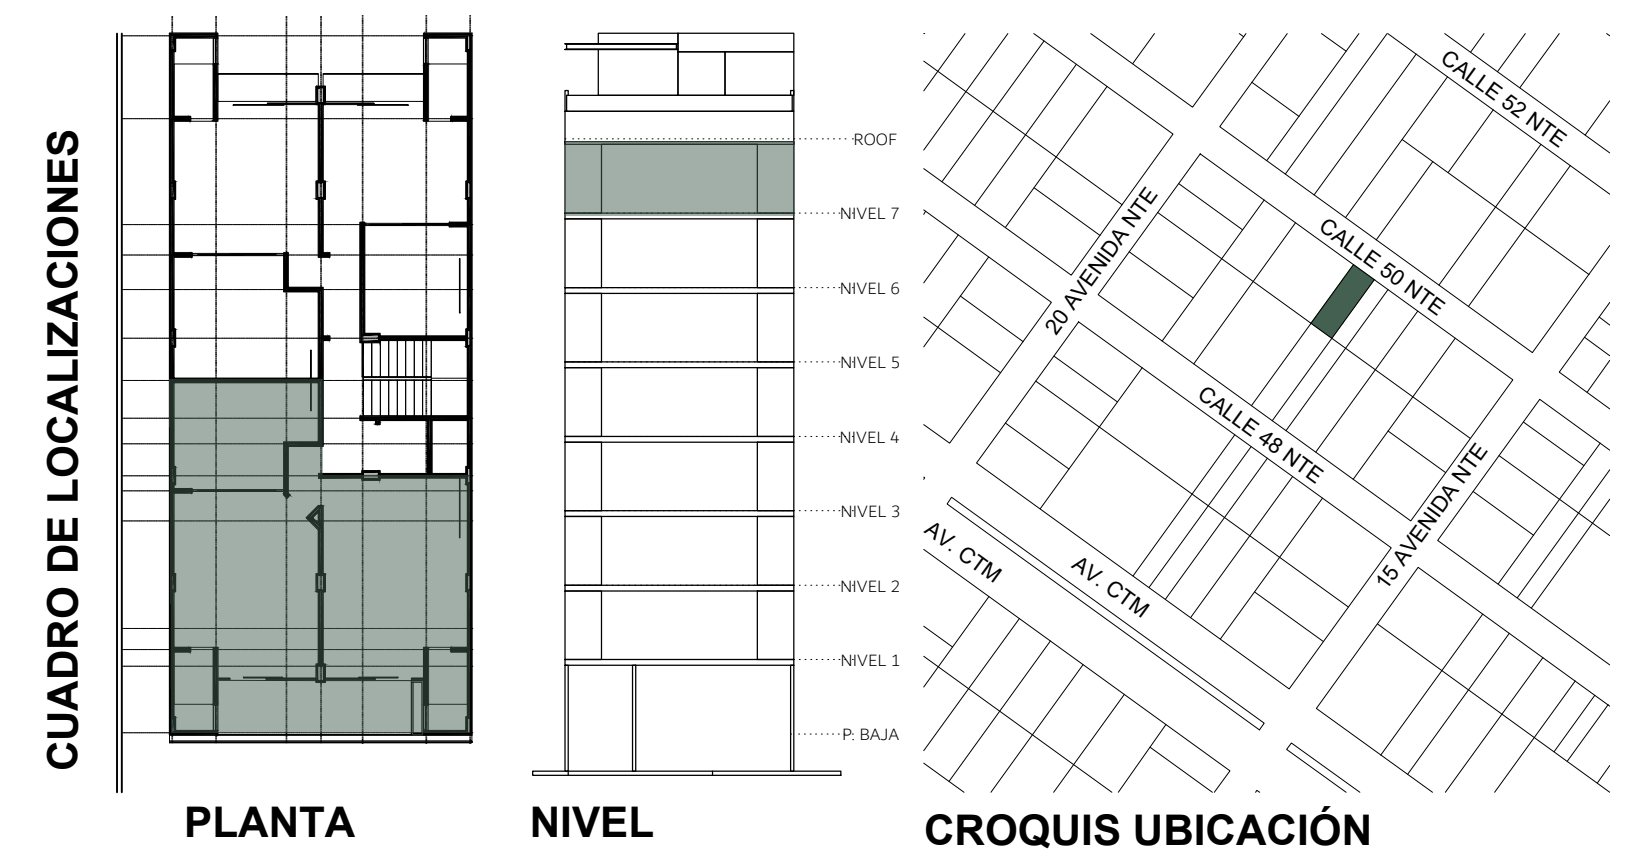 CUADRO DE LOCALIZACIONES
PLANTA
ROOF
NIVEL 7
NIVEL 6
NIVEL 5
NIVEL 4
NIVEL 3
NIVEL 2
NIVEL 1
P. BAJA
NIVEL
CALLE 52 NTE
20 AVENIDA NTE
CALLE 50 NTE
CALLE 48 NTE
15 AVENIDA NTE
AV. CTM
AV. CTM
CROQUIS UBICACIÓN